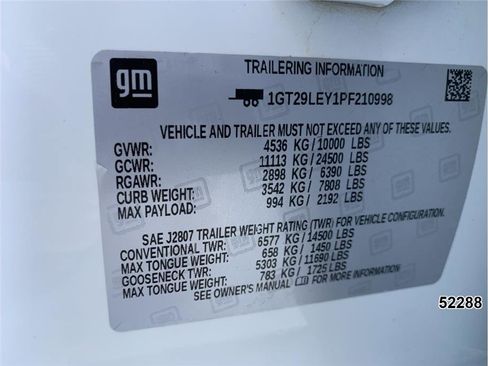 gm
TRAILERING INFORMATION
1GT29LEY1PF210998
VEHICLE AND TRAILER MUST NOT EXCEED ANY OF THESE VALUES.
GVWR: 4536 KG/10000 LBS
GCWR: 11113 KG/24500 LBS
RGAWR: 2898 KG/ 6390 LBS
CURB WEIGHT: 3542 KG/ 7808 LBS
MAX PAYLOAD: 994 KG/ 2192 LBS
SAE J2807 TRAILER WEIGHT RATING (TWR) FOR VEHICLE CONFIGURATION.
CONVENTIONAL TWR: 6577 KG/14500 LBS
MAX TONGUE WEIGHT: 658 KG/ 1450 LBS
GOOSENECK TWR: 5303 KG/11690 LBS
MAX TONGUE WEIGHT: 783 KG/ 1725 LBS
SEE OWNER'S MANUAL FOR MORE INFORMATION
52288